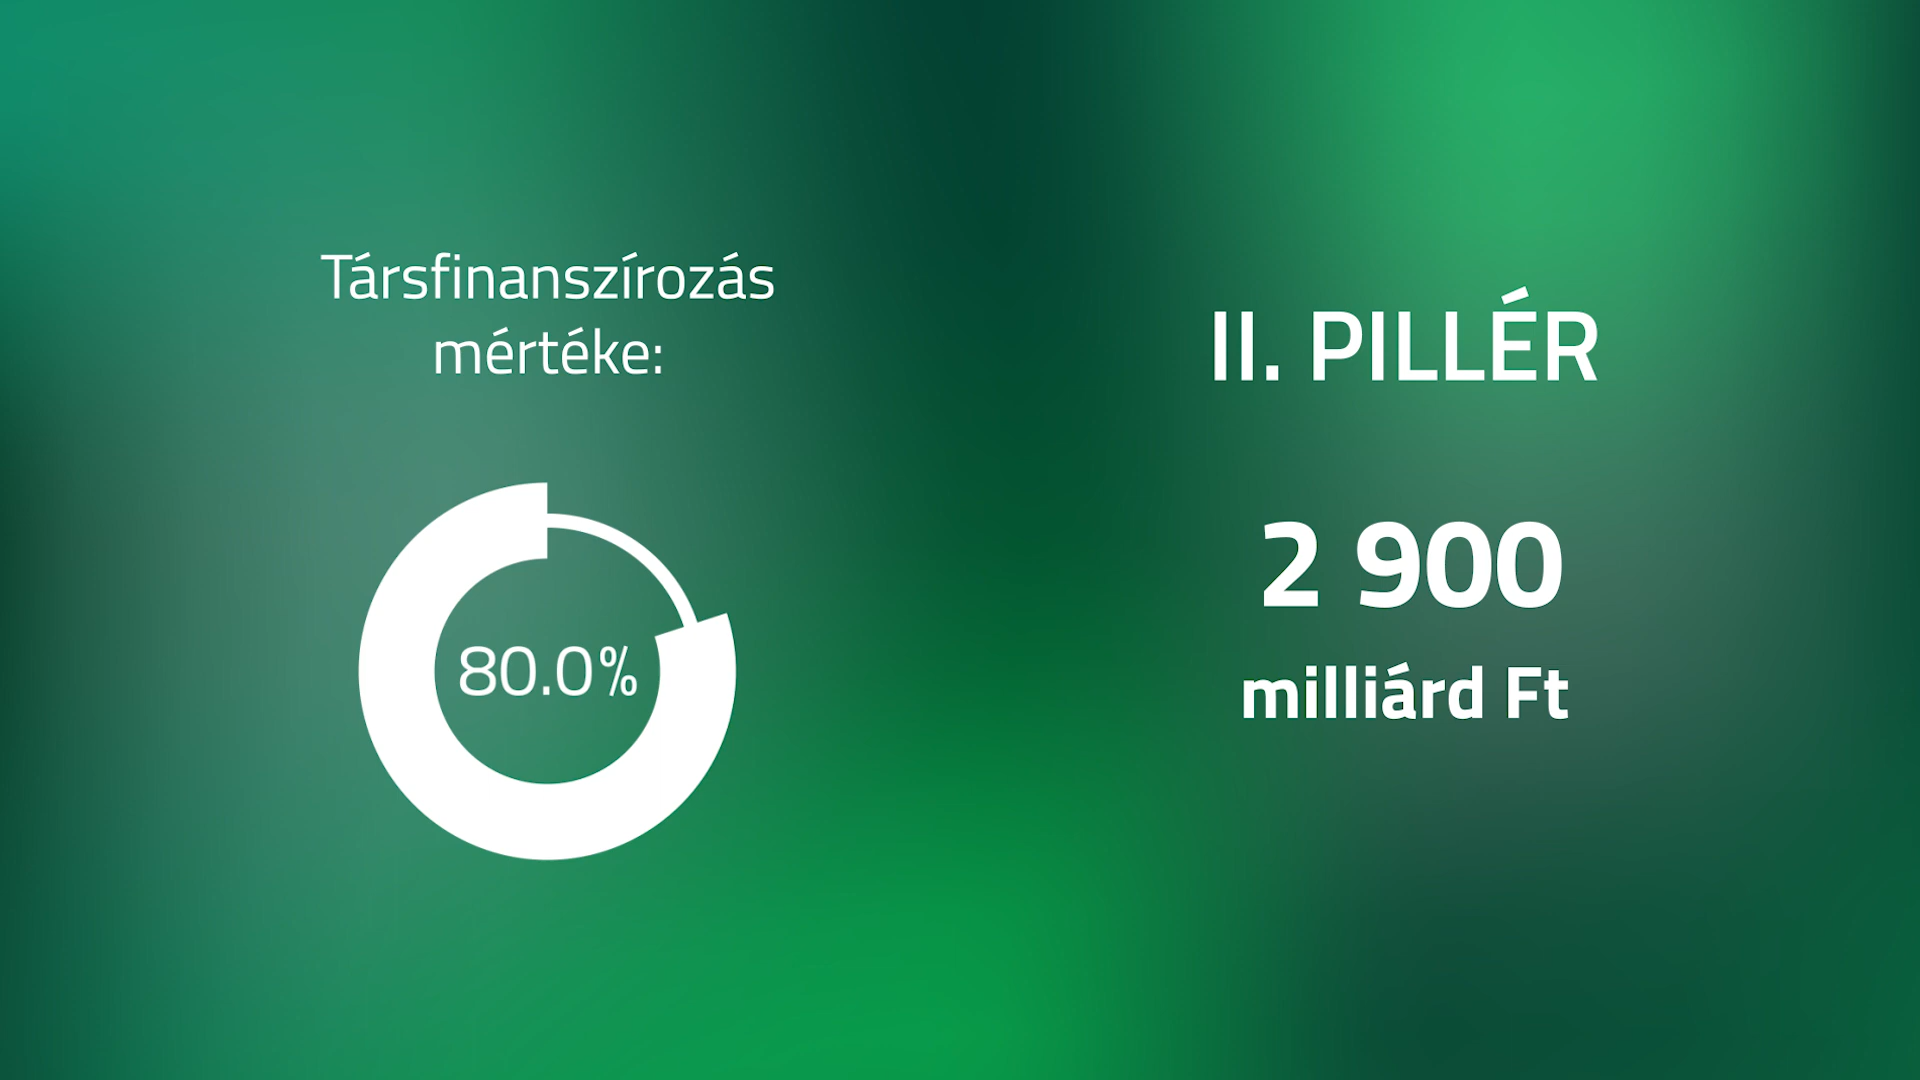 Társfinanszírozás
mértéke:
80.0%
II. PILLÉR
2 900
milliárd Ft